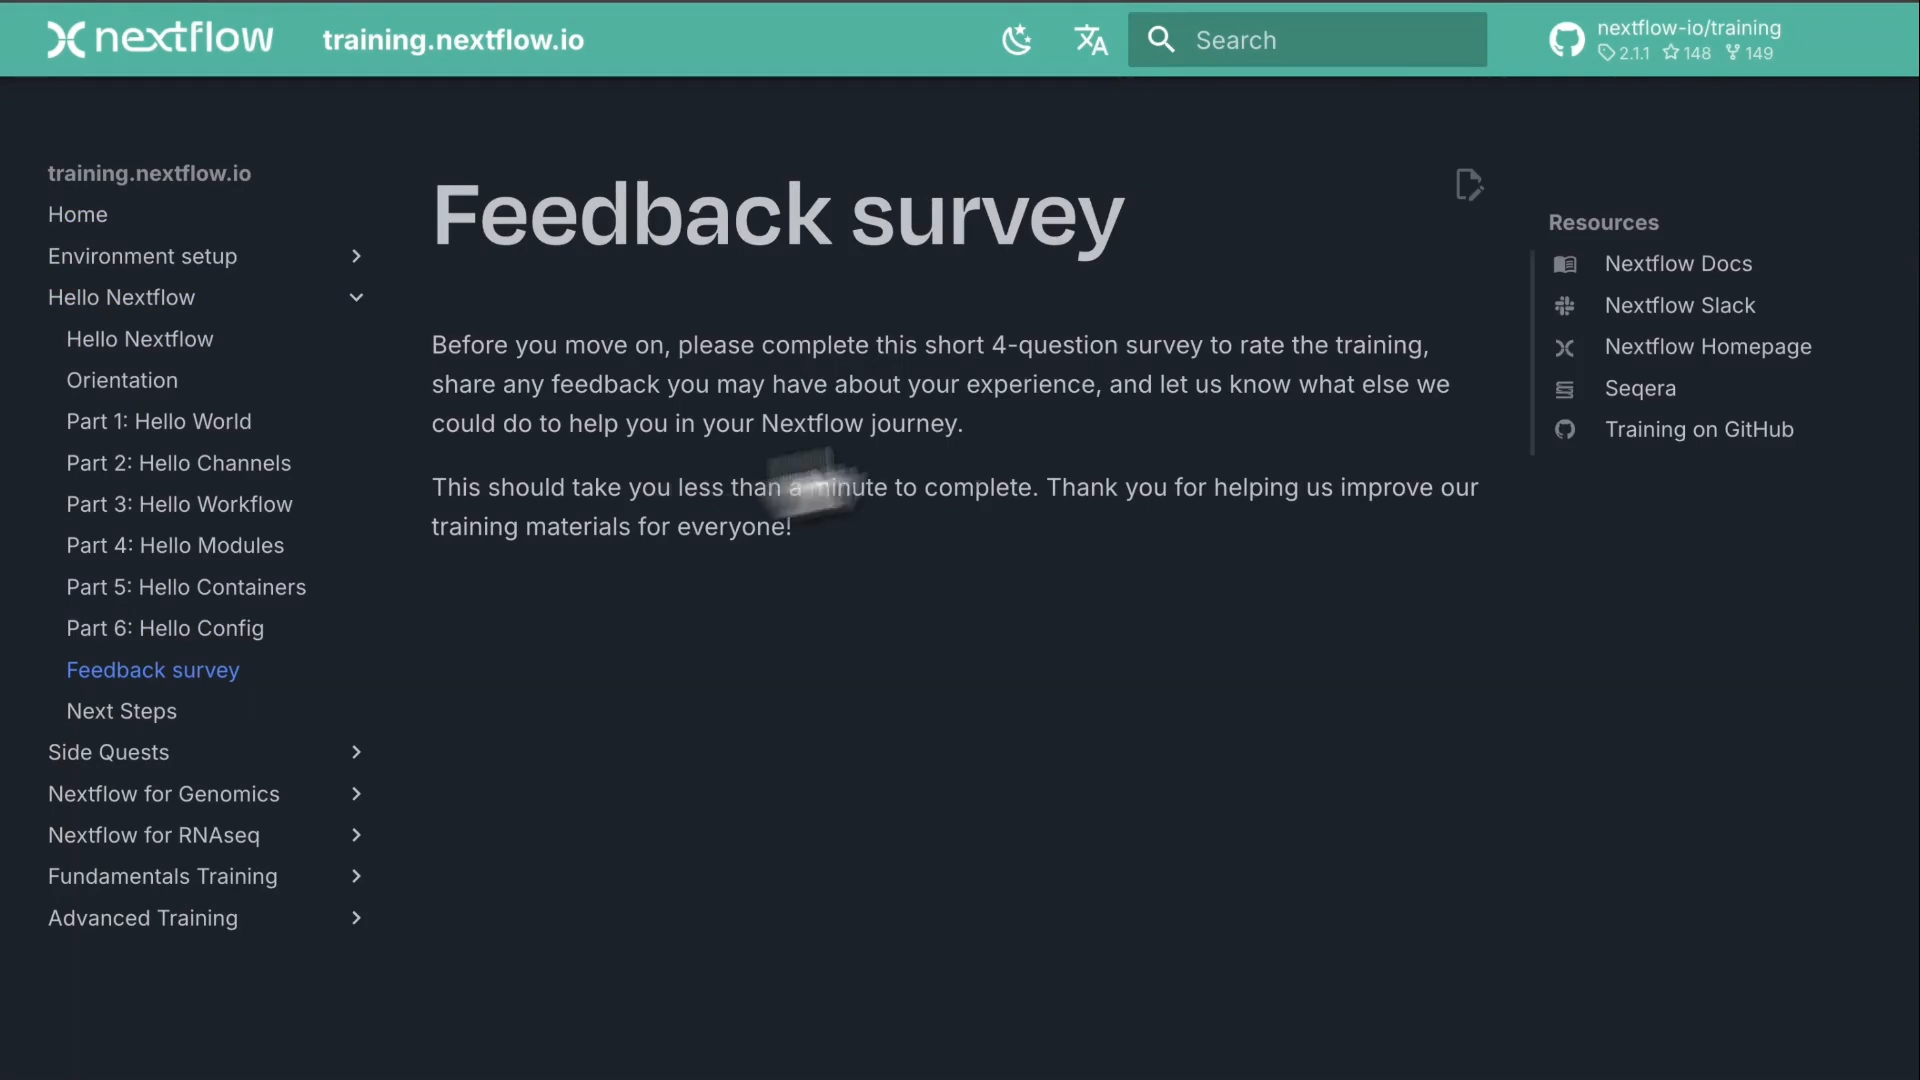 nextflow
training.nextflow.io
Search
nextflow-io/training
2.1.1 148 149
training.nextflow.io
Home
Environment setup
Hello Nextflow
Hello Nextflow
Orientation
Part 1: Hello World
Part 2: Hello Channels
Part 3: Hello Workflow
Part 4: Hello Modules
Part 5: Hello Containers
Part 6: Hello Config
Feedback survey
Next Steps
Side Quests
Nextflow for Genomics
Nextflow for RNAseq
Fundamentals Training
Advanced Training
Feedback survey
Before you move on, please complete this short 4-question survey to rate the training,
share any feedback you may have about your experience, and let us know what else we
could do to help you in your Nextflow journey.
This should take you less than a minute to complete. Thank you for helping us improve our
training materials for everyone!
Resources
Nextflow Docs
Nextflow Slack
Nextflow Homepage
Seqera
Training on GitHub